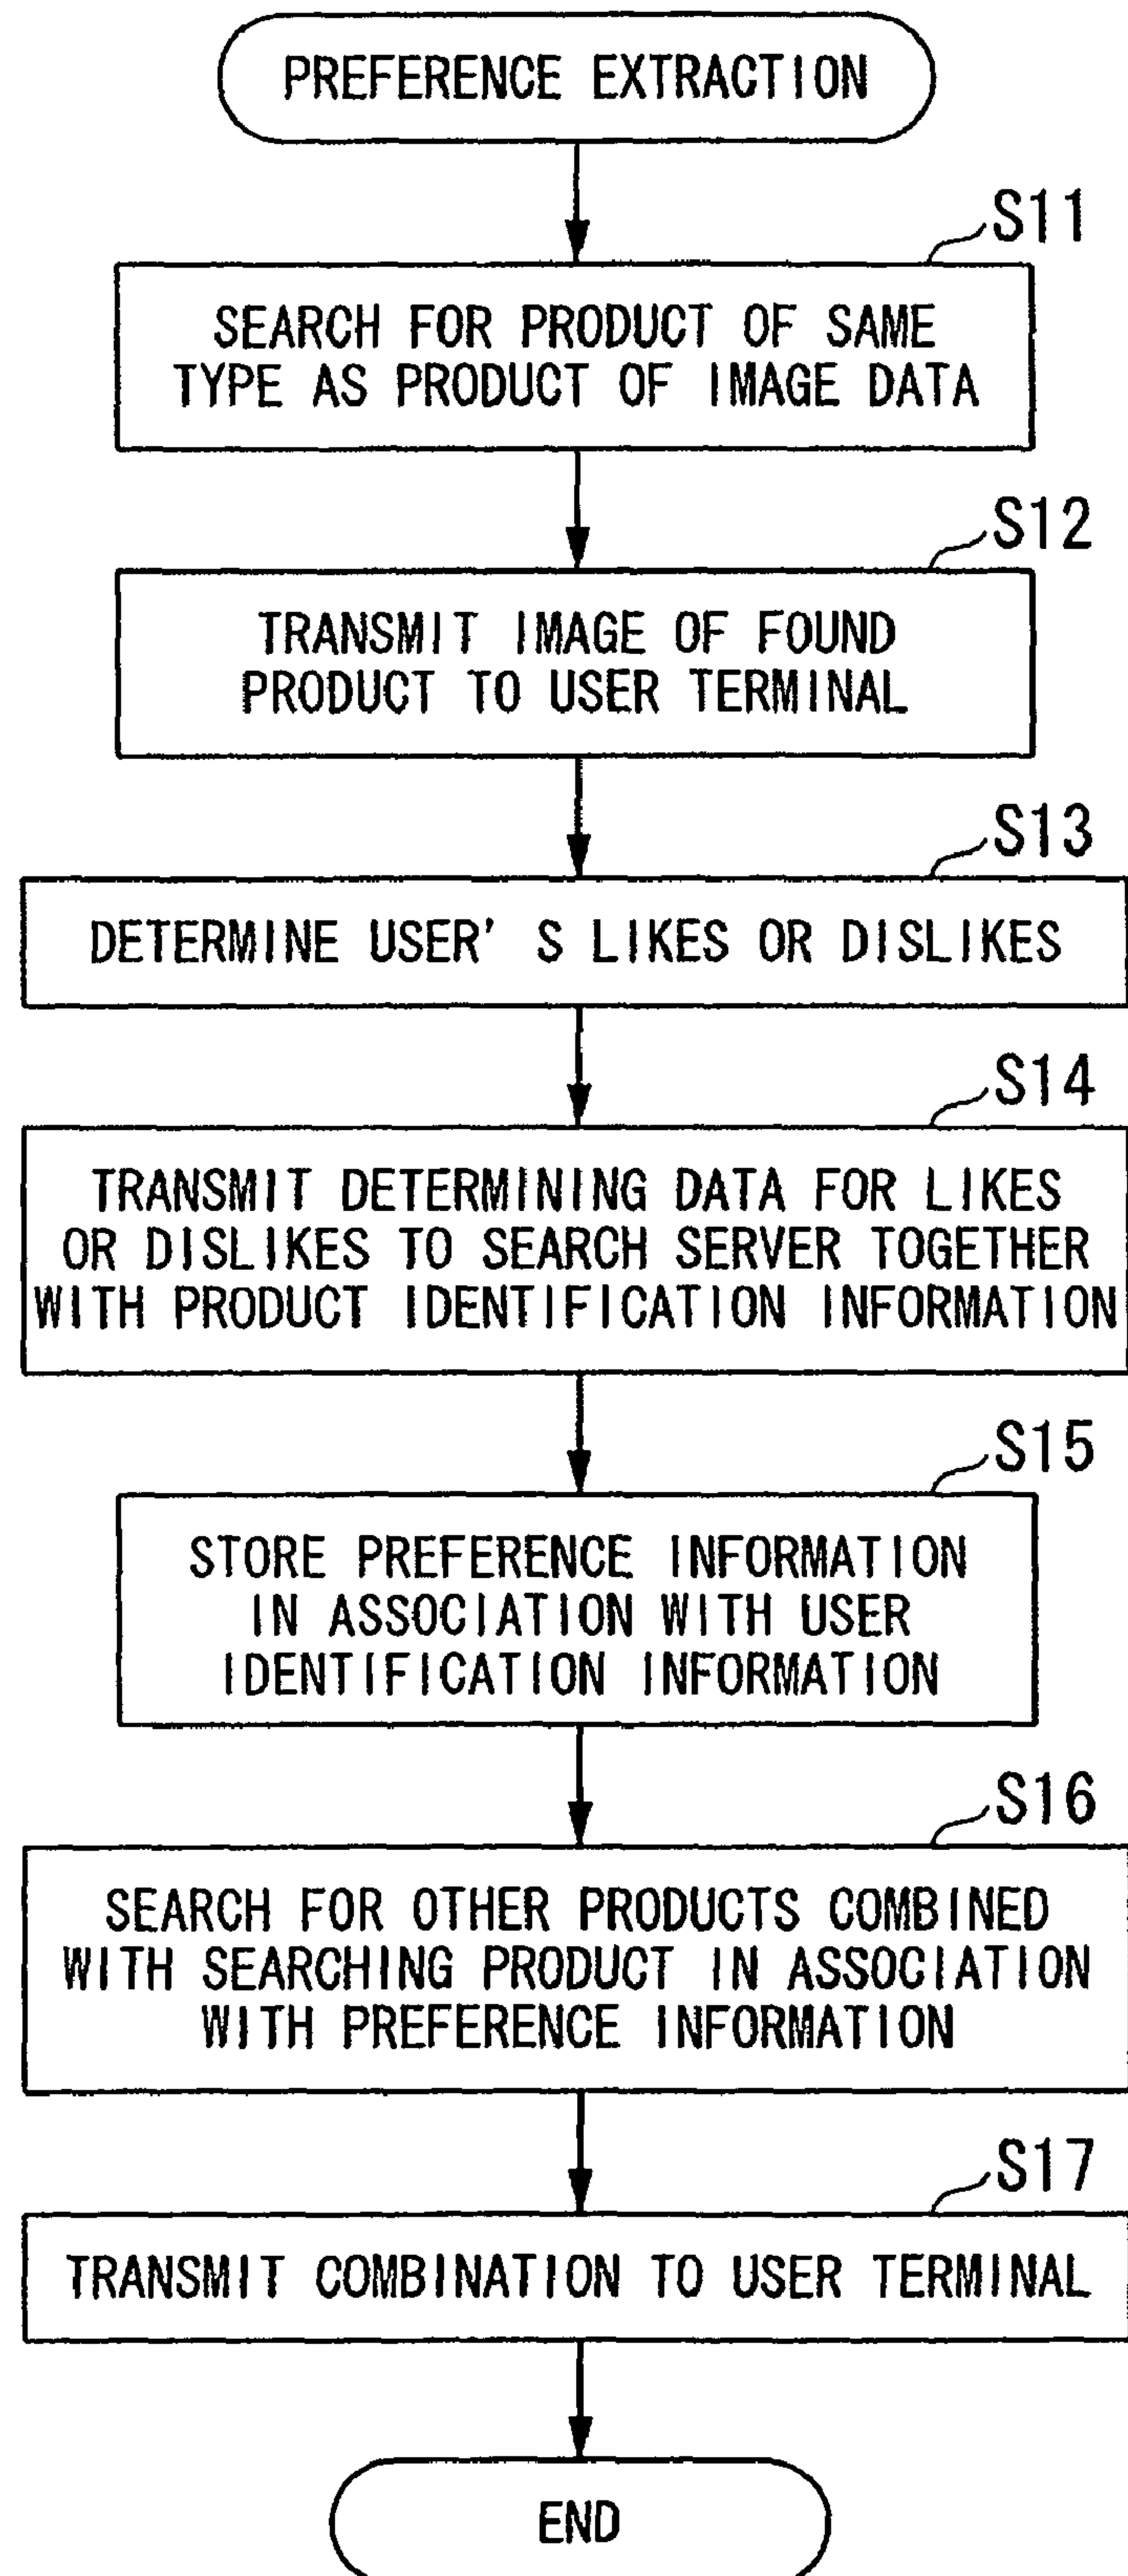 PREFERENCE EXTRACTION
S11
SEARCH FOR PRODUCT OF SAME
TYPE AS PRODUCT OF IMAGE DATA
S12
TRANSMIT IMAGE OF FOUND
PRODUCT TO USER TERMINAL
S13
DETERMINE USER' S LIKES OR DISLIKES
S14
TRANSMIT DETERMINING DATA FOR LIKES
OR DISLIKES TO SEARCH SERVER TOGETHER
WITH PRODUCT IDENTIFICATION INFORMATION
S15
STORE PREFERENCE INFORMATION
IN ASSOCIATION WITH USER
IDENTIFICATION INFORMATION
S16
SEARCH FOR OTHER PRODUCTS COMBINED
WITH SEARCHING PRODUCT IN ASSOCIATION
WITH PREFERENCE INFORMATION
S17
TRANSMIT COMBINATION TO USER TERMINAL
END